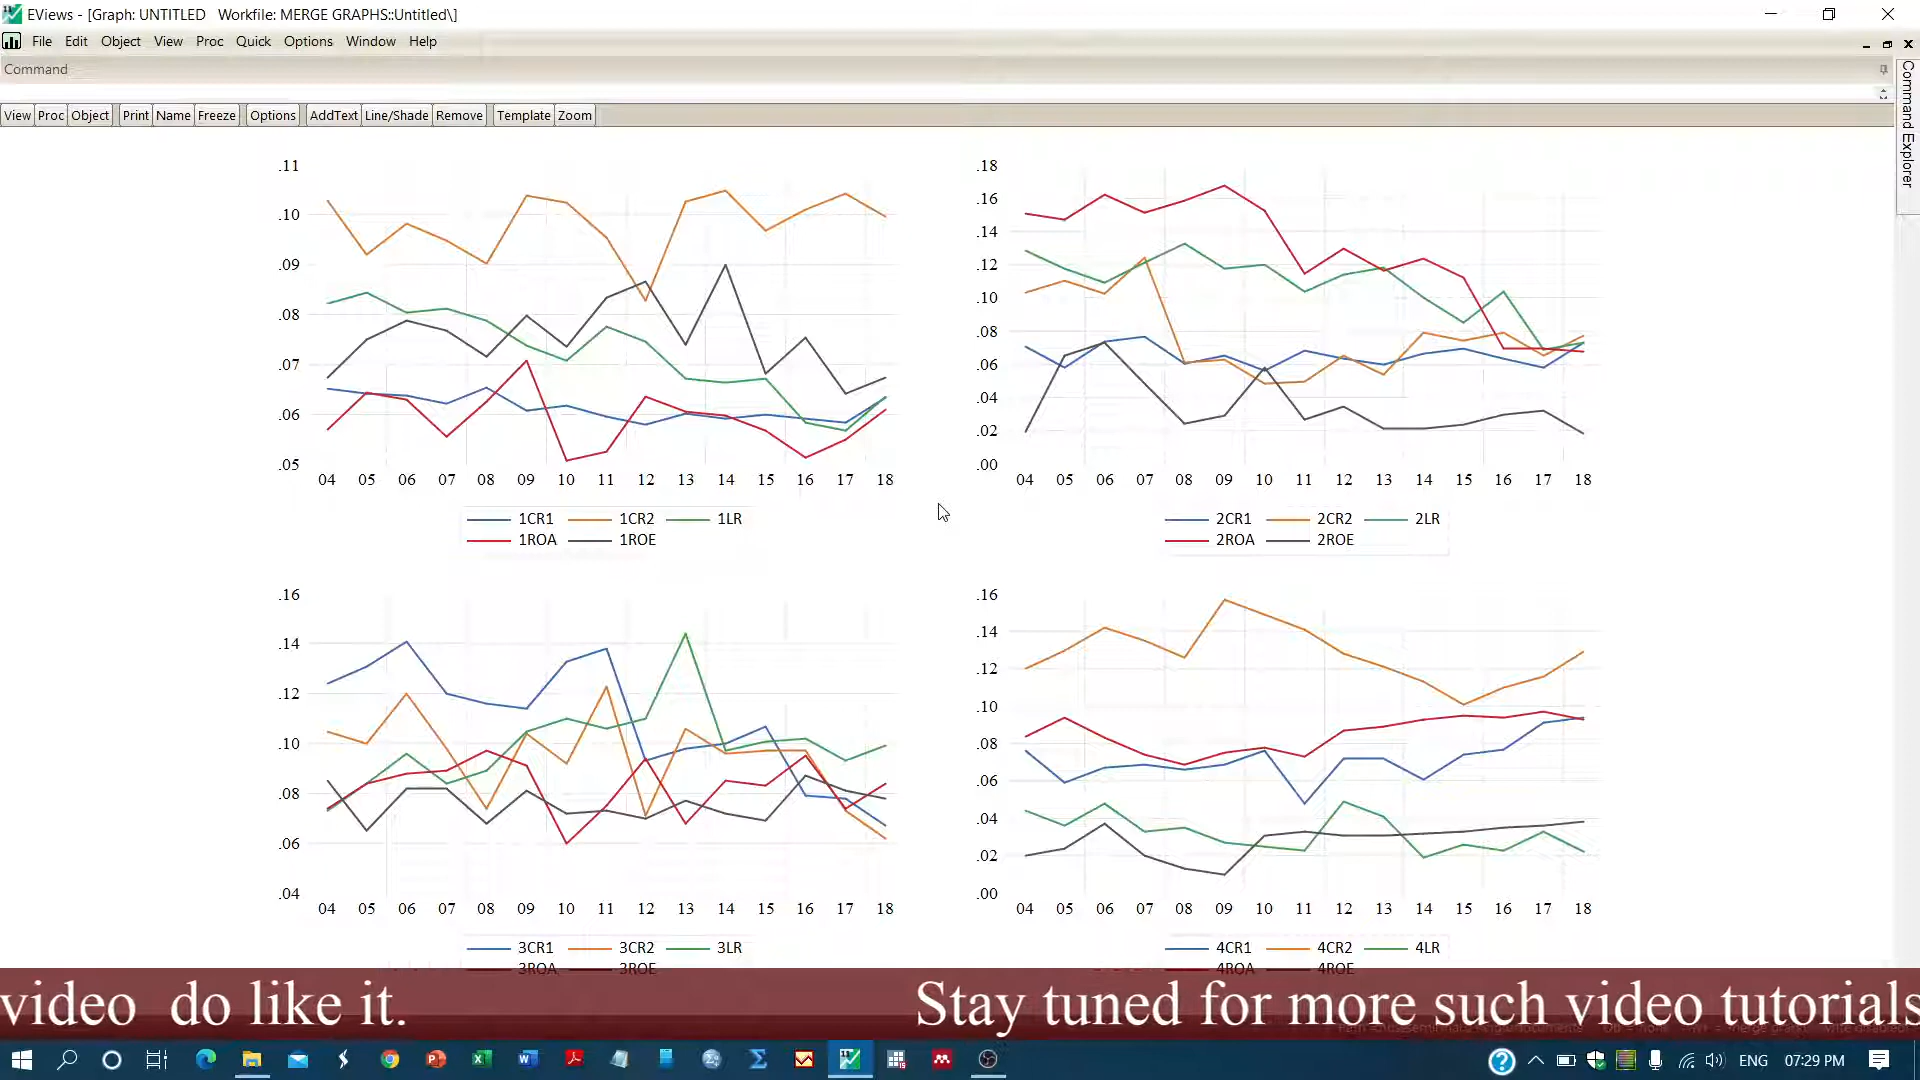 EViews - [Graph: UNTITLED   Workfile: MERGE GRAPHS::Untitled\]
File Edit Object View Proc Quick Options Window Help
Command
Command Explorer
View Proc Object Print Name Freeze Options AddText Line/Shade Remove Template Zoom
.11
.10
.09
.08
.07
.06
.05
04 05 06 07 08 09 10 11 12 13 14 15 16 17 18
1CR1 1CR2 1LR
1ROA 1ROE
.18
.16
.14
.12
.10
.08
.06
.04
.02
.00
04 05 06 07 08 09 10 11 12 13 14 15 16 17 18
2CR1 2CR2 2LR
2ROA 2ROE
.16
.14
.12
.10
.08
.06
.04
04 05 06 07 08 09 10 11 12 13 14 15 16 17 18
3CR1 3CR2 3LR
3ROA 3ROE
.16
.14
.12
.10
.08
.06
.04
.02
.00
04 05 06 07 08 09 10 11 12 13 14 15 16 17 18
4CR1 4CR2 4LR
4ROA 4ROE
video do like it. Stay tuned for more such video tutorials
ENG 07:29 PM